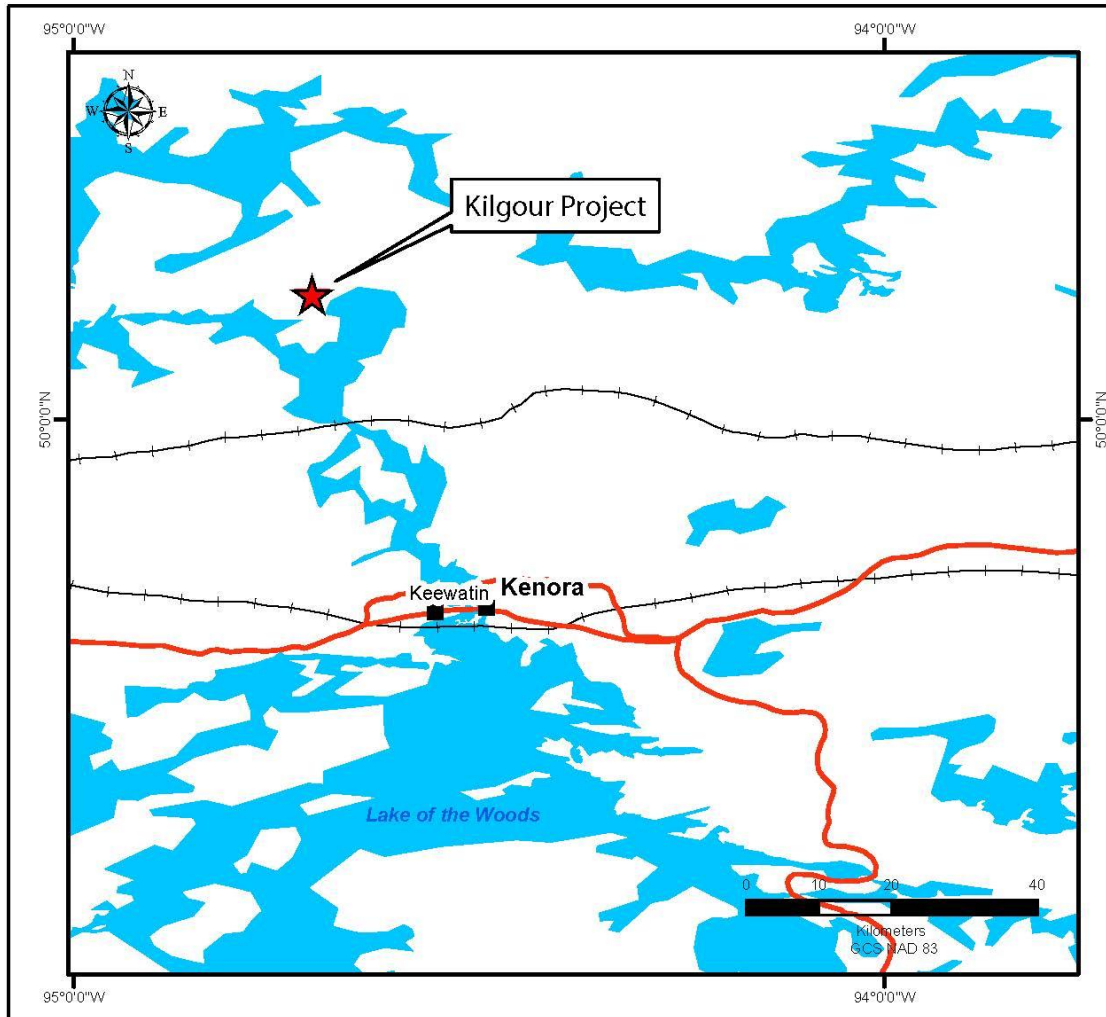 95°0'0"W
94°0'0"W
N
W
E
S
Kilgour Project
50°0'0"N
50°0'0"N
Keewatin
Kenora
Lake of the Woods
0
10
20
40
Kilometers
GCS NAD 83
95°0'0"W
94°0'0"W